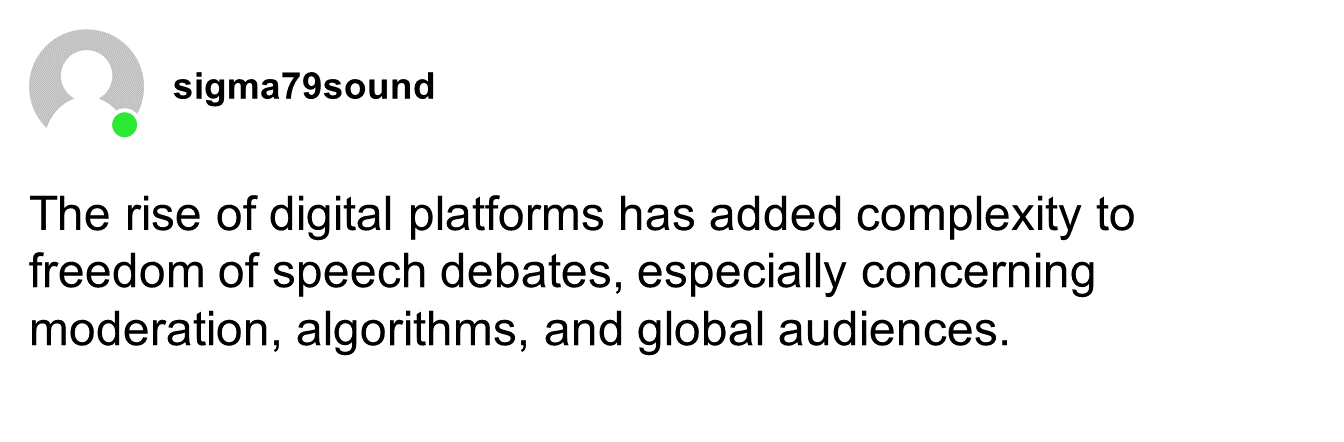 sigma79sound
The rise of digital platforms has added complexity to
freedom of speech debates, especially concerning
moderation, algorithms, and global audiences.